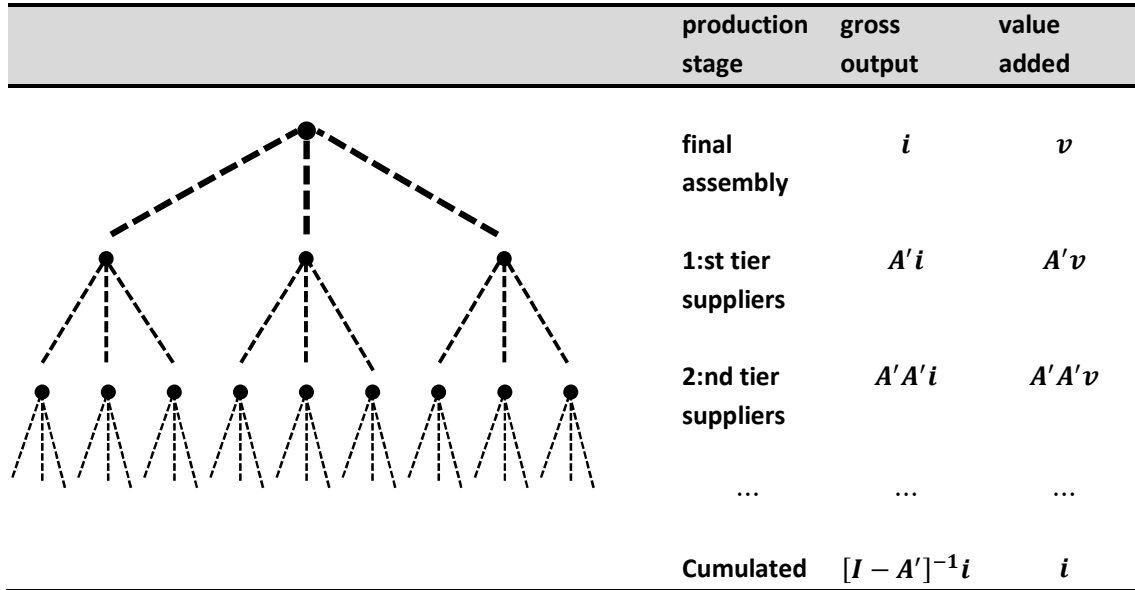 production gross value
stage output added
final i v
assembly
1:st tier A′i A′v
suppliers
2:nd tier A′A′i A′A′v
suppliers
... ... ...
Cumulated [I − A′]⁻¹i i